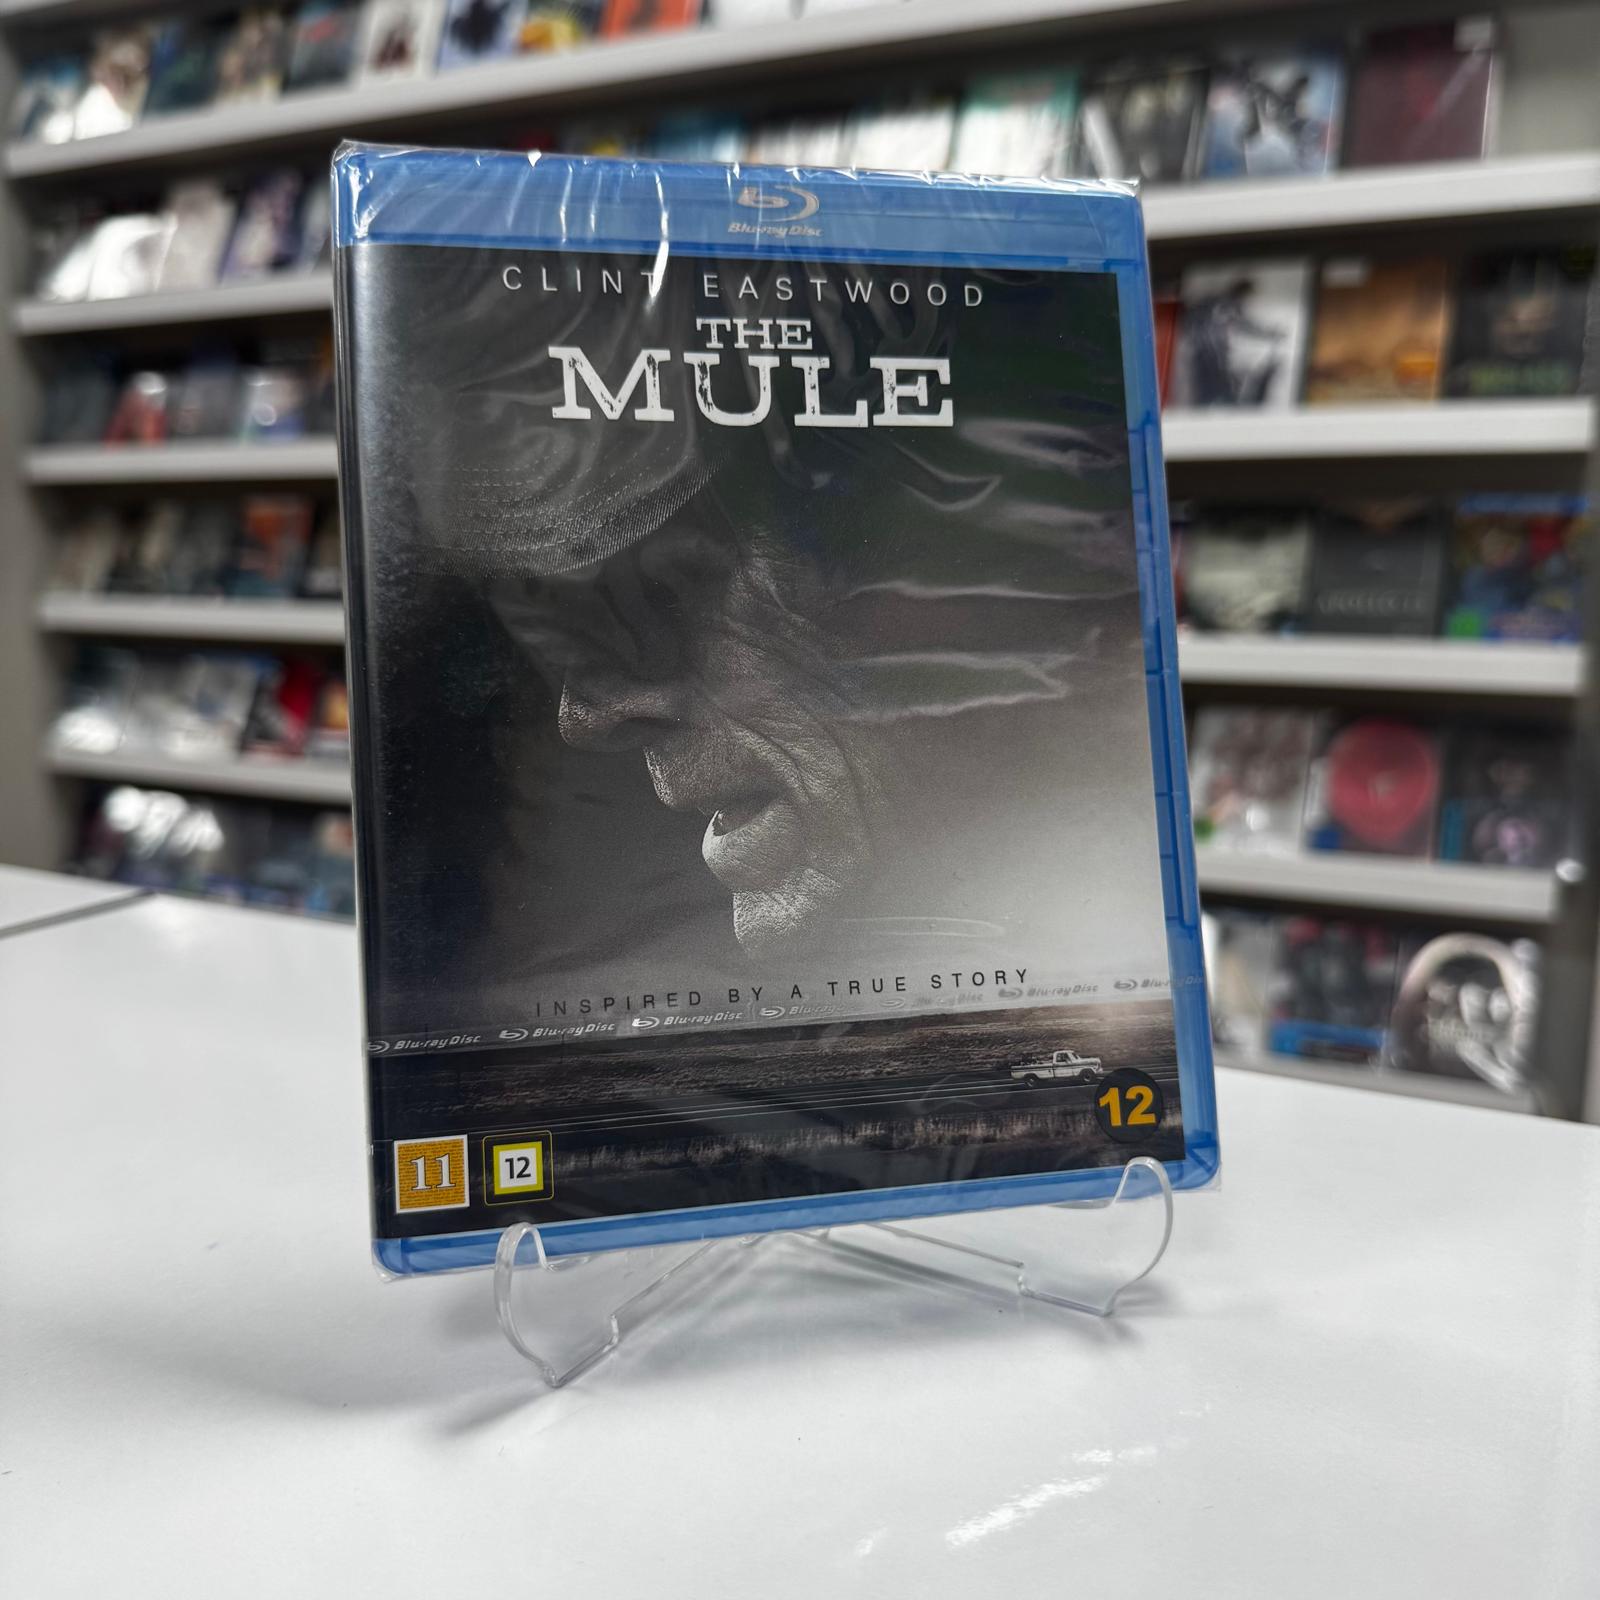 Blu-ray Disc
CLINT EASTWOOD
THE
MULE
INSPIRED BY A TRUE STORY
Blu-ray Disc Blu-ray Disc Blu-ray Disc Blu-ray Disc Blu-ray Disc
12
11 12